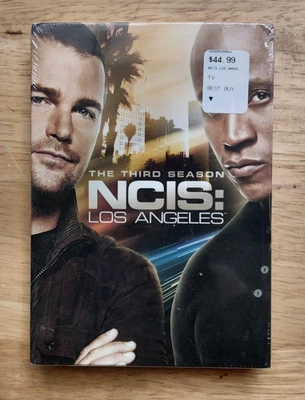 $44.99
NCIS LOS ANGEL
TV
BEST BUY
THE THIRD SEASON
NCIS:
LOS ANGELES